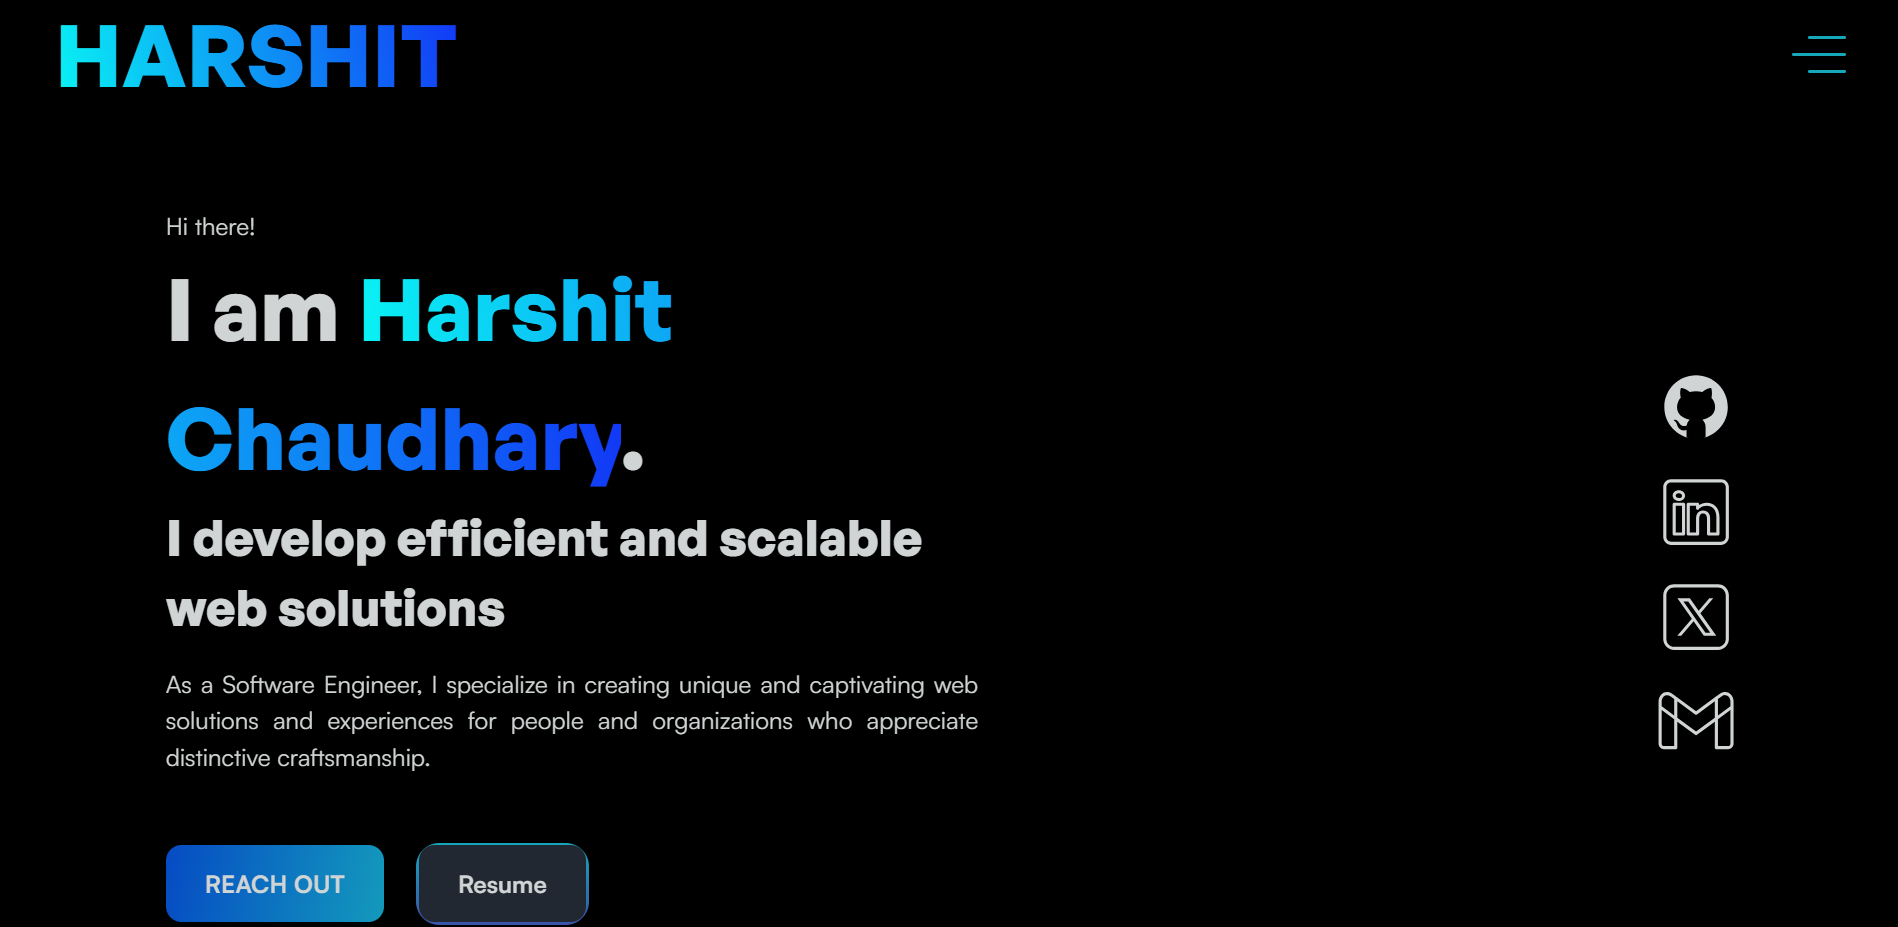 HARSHIT
Hi there!
I am Harshit
Chaudhary.
I develop efficient and scalable
web solutions
As a Software Engineer, I specialize in creating unique and captivating web
solutions and experiences for people and organizations who appreciate
distinctive craftsmanship.
in
X
M
REACH OUT
Resume